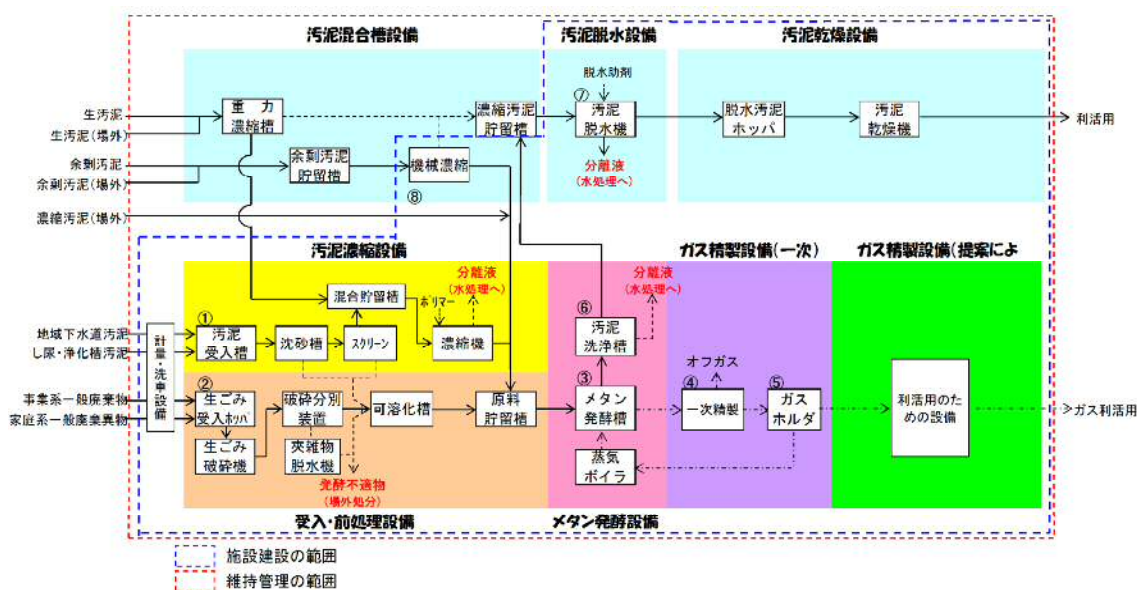 汚泥混合槽設備
汚泥脱水設備
汚泥乾燥設備
脱水助剤
⑦
生汚泥
生汚泥(場外)
重力
濃縮槽
濃縮汚泥
貯留槽
汚泥
脱水機
脱水汚泥
ホッパ
汚泥
乾燥機
利活用
余剰汚泥
余剰汚泥(場外)
余剰汚泥
貯留槽
機械濃縮
⑧
分離液
(水処理へ)
濃縮汚泥(場外)
汚泥濃縮設備
ガス精製設備(一次)
ガス精製設備(提案によ
分離液
(水処理へ)
分離液
(水処理へ)
混合貯留槽
ポリマー
⑥
地域下水道汚泥
し尿・浄化槽汚泥
計量・洗車設備
①
汚泥
受入槽
沈砂槽
スクリーン
濃縮機
汚泥
洗浄槽
オフガス
事業系一般廃棄物
家庭系一般廃棄異物
②
生ごみ
受入ホッパ
破砕分別
装置
可溶化槽
原料
貯留槽
③
メタン
発酵槽
④
一次精製
⑤
ガス
ホルダ
利活用のた
めの設備
ガス利活用
生ごみ
破砕機
夾雑物
脱水機
蒸気
ボイラ
発酵不適物
(場外処分)
受入・前処理設備
メタン発酵設備
施設建設の範囲
維持管理の範囲